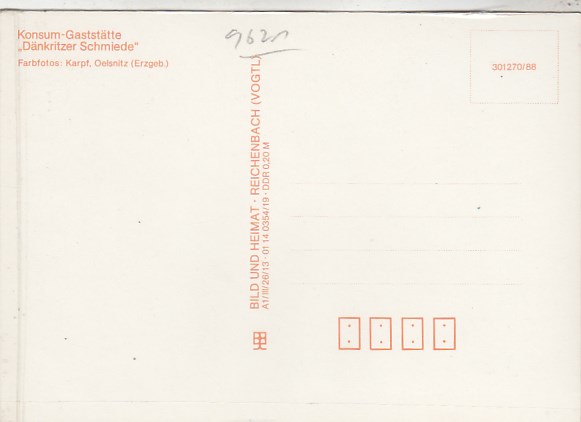 Konsum-Gaststätte
„Dänkritzer Schmiede“
Farbfotos: Karpf, Oelsnitz (Erzgeb.)
BILD UND HEIMAT · REICHENBACH (VOGTL)
A1/III/26/13 · 01 14 0354/19 · DDR 0,20 M
301270/88